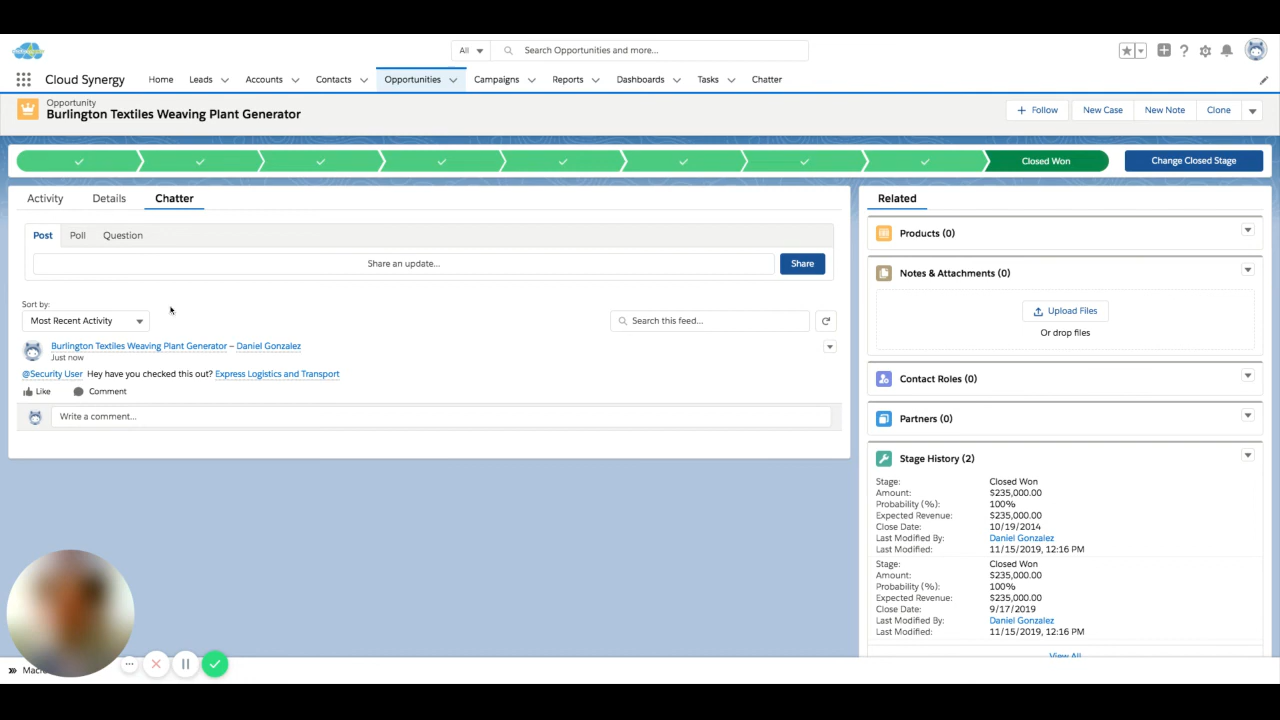 All
Search Opportunities and more...
Cloud Synergy
Home
Leads
Accounts
Contacts
Opportunities
Campaigns
Reports
Dashboards
Tasks
Chatter
Opportunity
Burlington Textiles Weaving Plant Generator
+ Follow
New Case
New Note
Clone
Closed Won
Change Closed Stage
Activity
Details
Chatter
Post
Poll
Question
Share an update...
Share
Sort by:
Most Recent Activity
Search this feed...
Burlington Textiles Weaving Plant Generator – Daniel Gonzalez
Just now
@Security User Hey have you checked this out? Express Logistics and Transport
Like
Comment
Write a comment...
Related
Products (0)
Notes & Attachments (0)
Upload Files
Or drop files
Contact Roles (0)
Partners (0)
Stage History (2)
Stage: Closed Won
Amount: $235,000.00
Probability (%): 100%
Expected Revenue: $235,000.00
Close Date: 10/19/2014
Last Modified By: Daniel Gonzalez
Last Modified: 11/15/2019, 12:16 PM
Stage: Closed Won
Amount: $235,000.00
Probability (%): 100%
Expected Revenue: $235,000.00
Close Date: 9/17/2019
Last Modified By: Daniel Gonzalez
Last Modified: 11/15/2019, 12:16 PM
View All